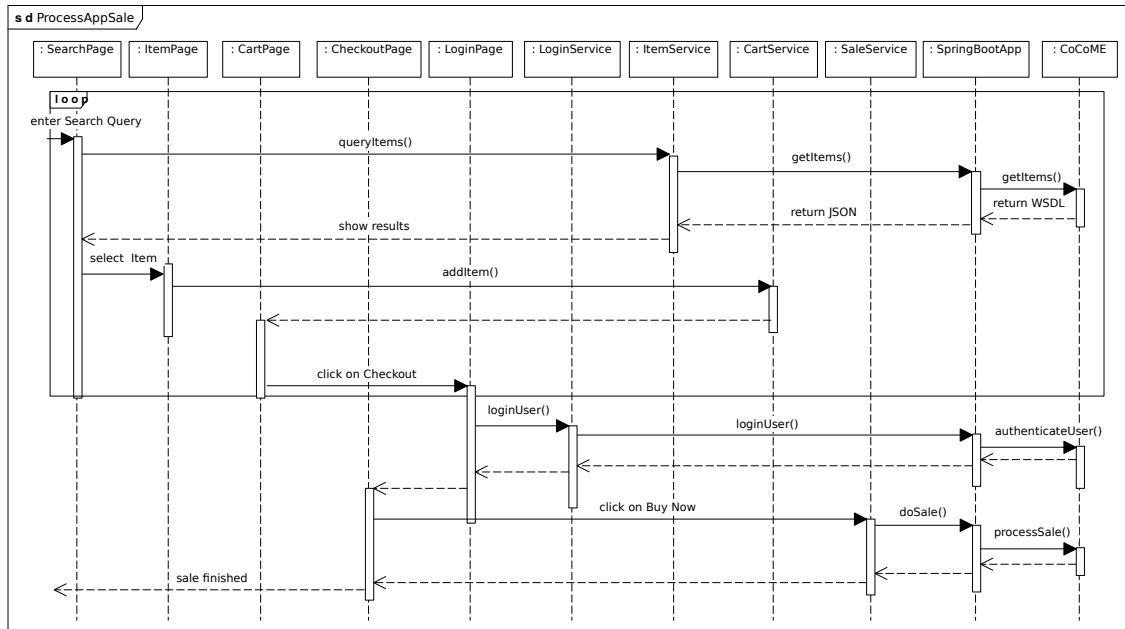 s d ProcessAppSale
: SearchPage
: ItemPage
: CartPage
: CheckoutPage
: LoginPage
: LoginService
: ItemService
: CartService
: SaleService
: SpringBootApp
: CoCoME
loop
enter Search Query
queryItems()
getItems()
getItems()
return WSDL
return JSON
show results
select Item
addItem()
click on Checkout
loginUser()
loginUser()
authenticateUser()
click on Buy Now
doSale()
processSale()
sale finished